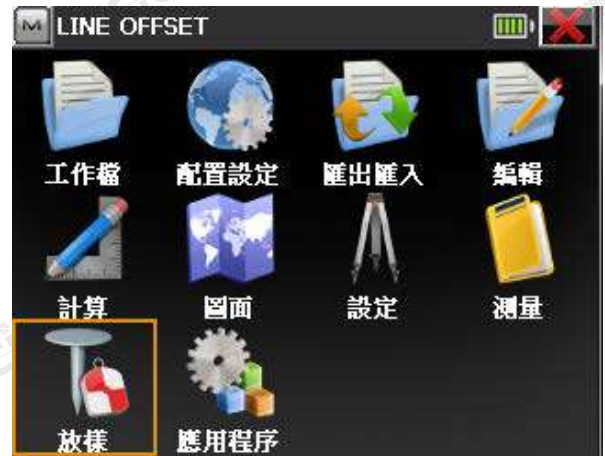 LINE OFFSET
工作檔 配置設定 匯出匯入 編輯
計算 圖面 設定 測量
放樣 應用程序